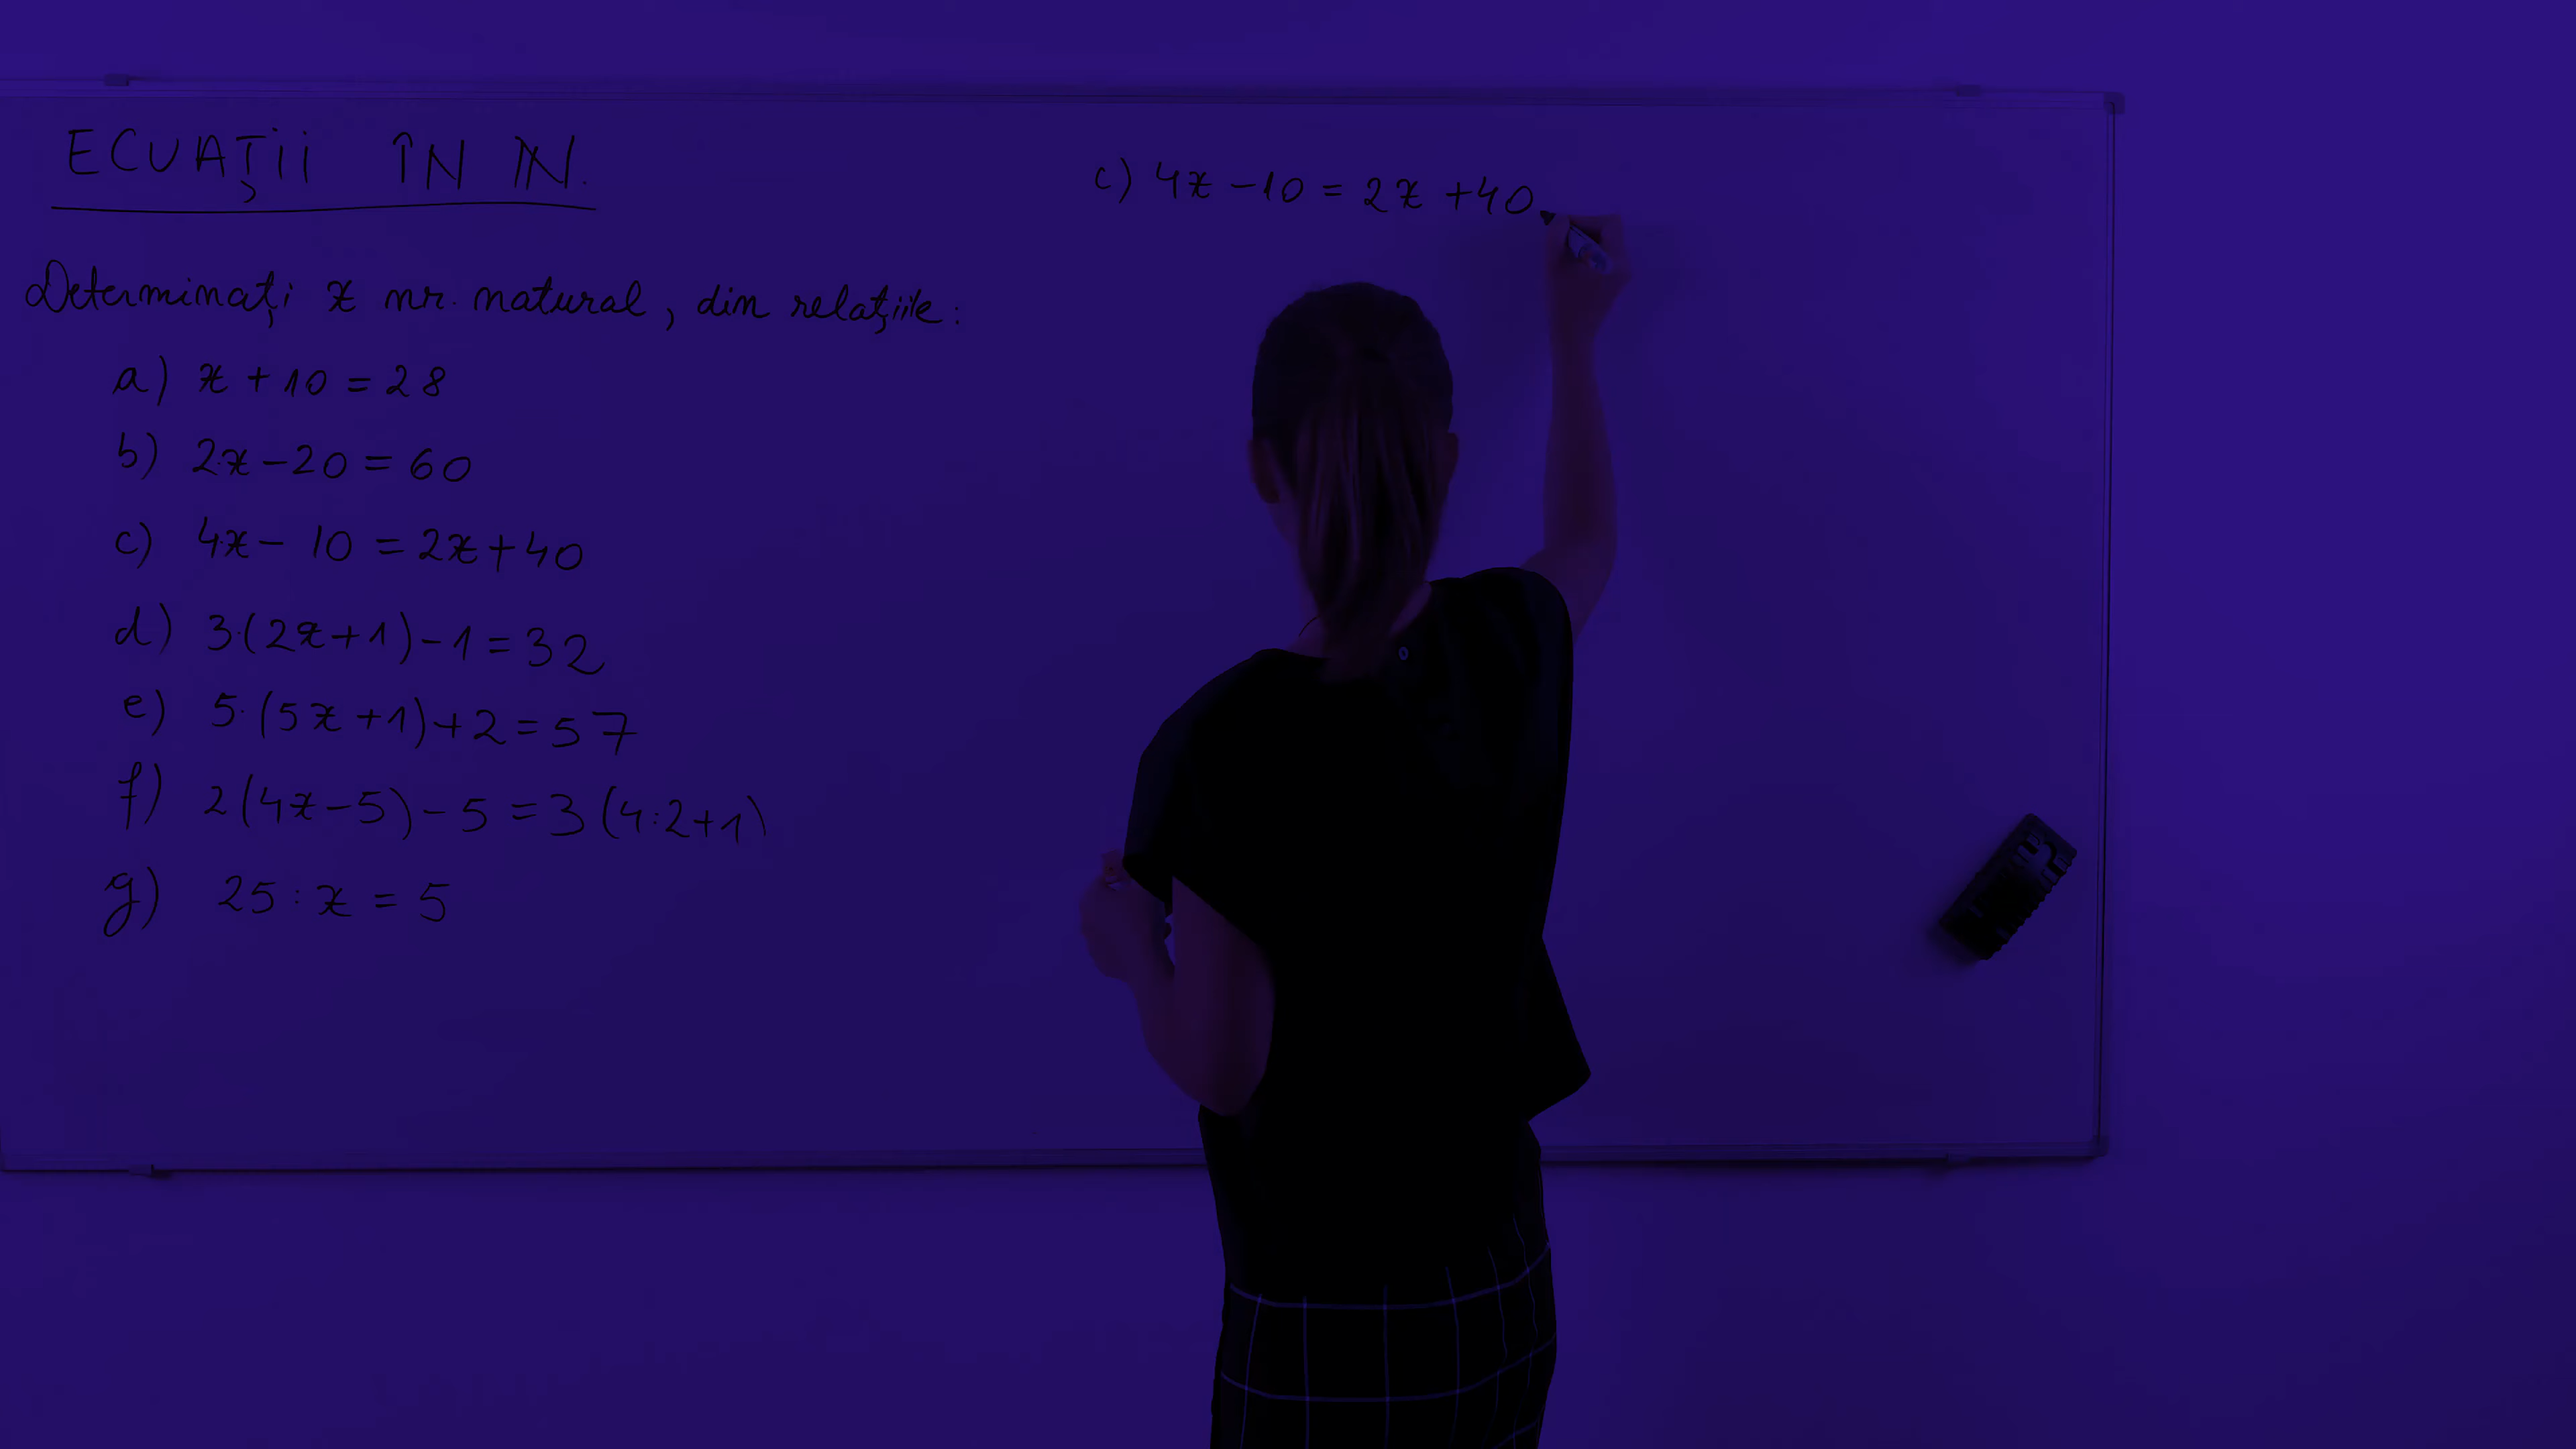 ECUAȚII ÎN ℕ.
Determinați x nr. natural, din relațiile:
a) x + 10 = 28
b) 2·x - 20 = 60
c) 4·x - 10 = 2x + 40
d) 3·(2x + 1) - 1 = 32
e) 5·(5x + 1) + 2 = 57
f) 2(4x - 5) - 5 = 3(4:2+1)
g) 25 : x = 5
c) 4x - 10 = 2x + 40